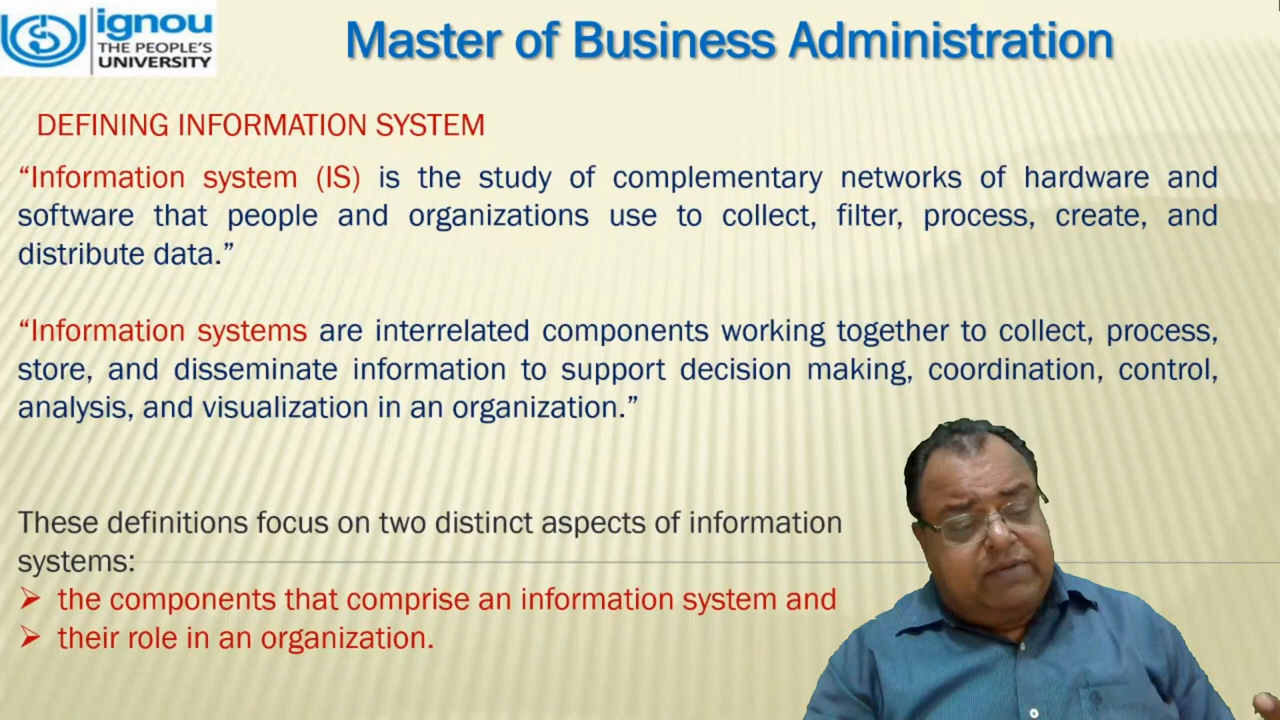 ignou
THE PEOPLE'S
UNIVERSITY
Master of Business Administration
DEFINING INFORMATION SYSTEM
“Information system (IS) is the study of complementary networks of hardware and
software that people and organizations use to collect, filter, process, create, and
distribute data.”
“Information systems are interrelated components working together to collect, process,
store, and disseminate information to support decision making, coordination, control,
analysis, and visualization in an organization.”
These definitions focus on two distinct aspects of information
systems:
the components that comprise an information system and
their role in an organization.